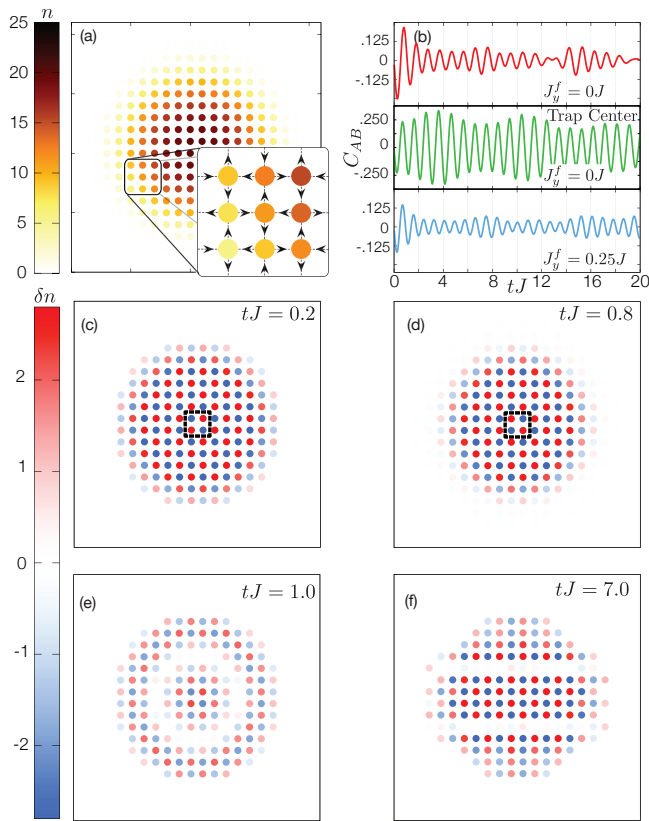 n
25
20
15
10
5
0
(a)
(b)
.125
0
-.125
J_y^f = 0J
C_AB
.250
0
-.250
Trap Center
J_y^f = 0J
.125
0
-.125
J_y^f = 0.25J
0 4 8 12 16 20
tJ
δn
2
1
0
-1
-2
(c)
tJ = 0.2
(d)
tJ = 0.8
(e)
tJ = 1.0
(f)
tJ = 7.0